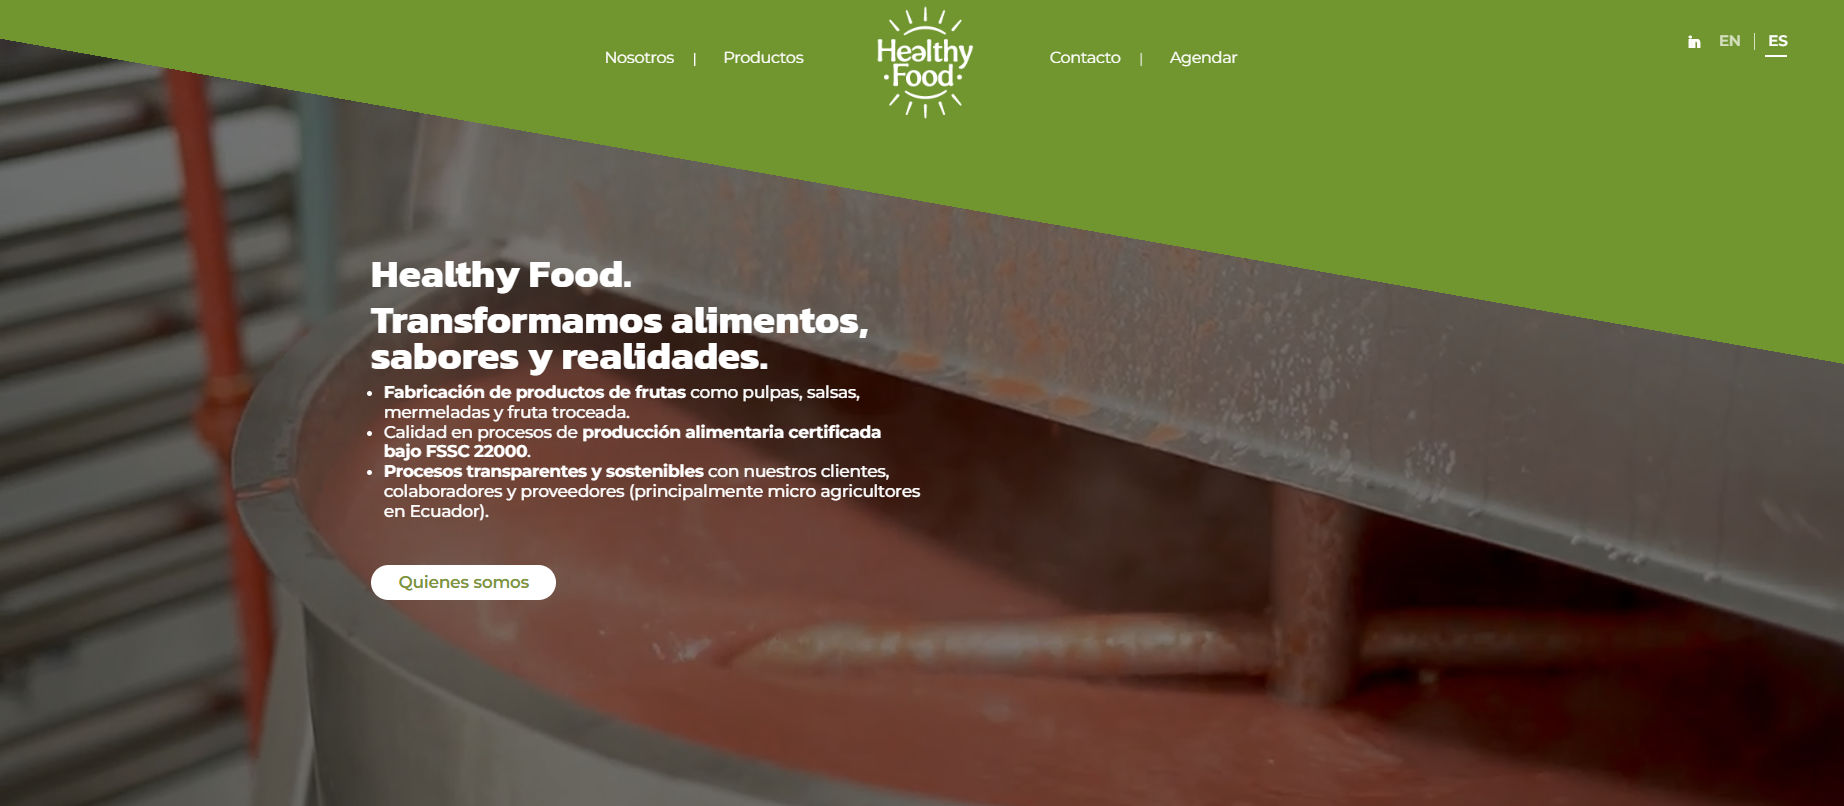 Nosotros | Productos
Healthy
·Food·
Contacto | Agendar
in EN | ES
Healthy Food.
Transformamos alimentos,
sabores y realidades.
• Fabricación de productos de frutas como pulpas, salsas,
mermeladas y fruta troceada.
• Calidad en procesos de producción alimentaria certificada
bajo FSSC 22000.
• Procesos transparentes y sostenibles con nuestros clientes,
colaboradores y proveedores (principalmente micro agricultores
en Ecuador).
Quienes somos